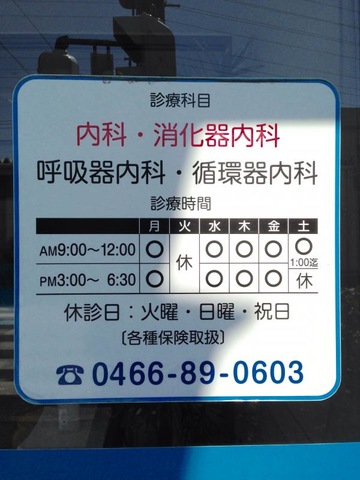 診療科目
内科・消化器内科
呼吸器内科・循環器内科
診療時間
月 火 水 木 金 土
AM9:00〜12:00 ○ 休 ○ ○ ○ ○ 1:00迄
PM3:00〜 6:30 ○ ○ ○ ○ 休
休診日：火曜・日曜・祝日
〔各種保険取扱〕
☎0466-89-0603